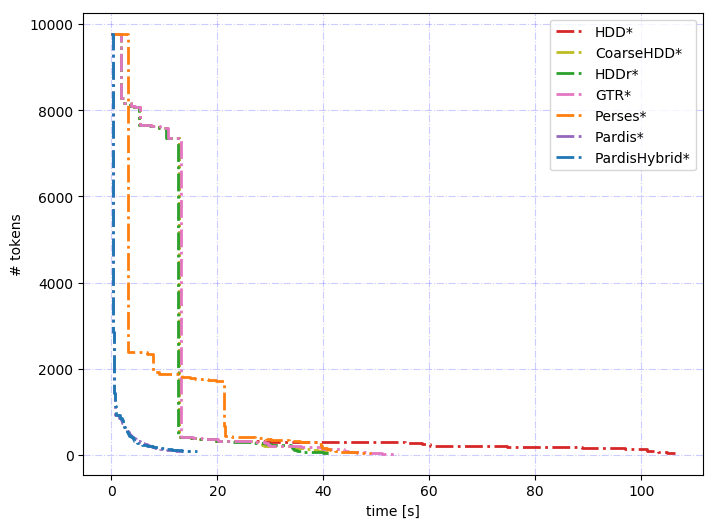 10000
8000
6000
4000
2000
0
# tokens
0 20 40 60 80 100
time [s]
HDD*
CoarseHDD*
HDDr*
GTR*
Perses*
Pardis*
PardisHybrid*